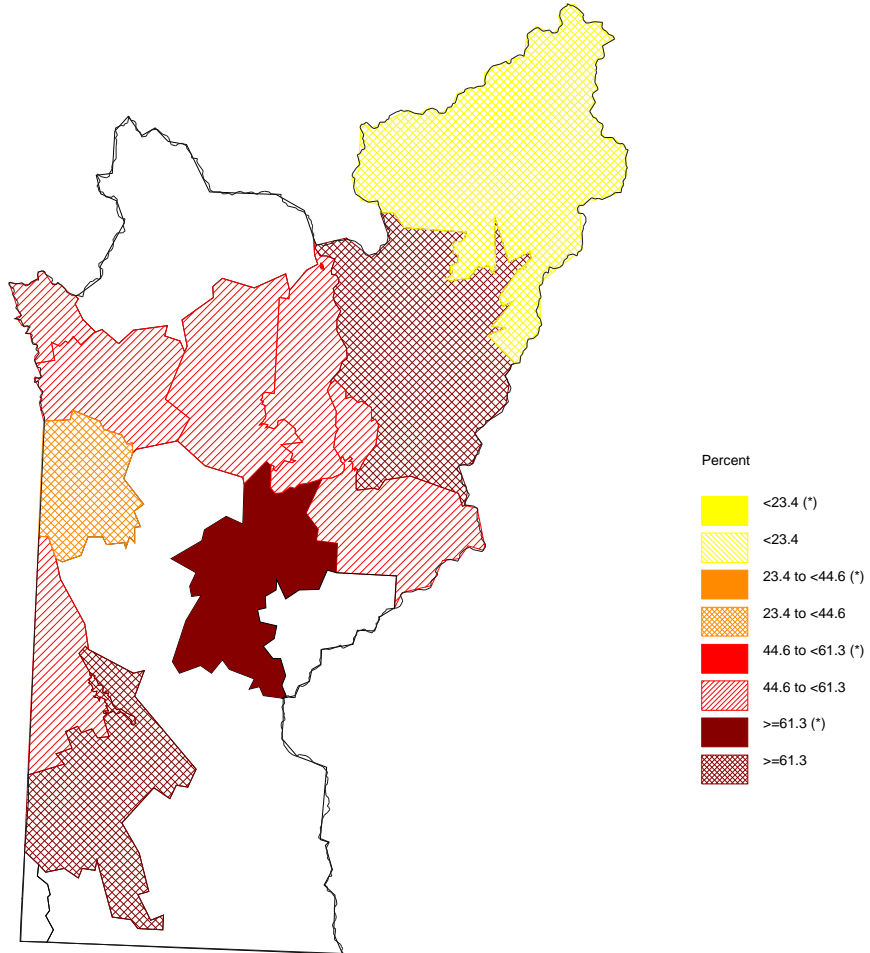 Percent
<23.4 (*)
<23.4
23.4 to <44.6 (*)
23.4 to <44.6
44.6 to <61.3 (*)
44.6 to <61.3
>=61.3 (*)
>=61.3